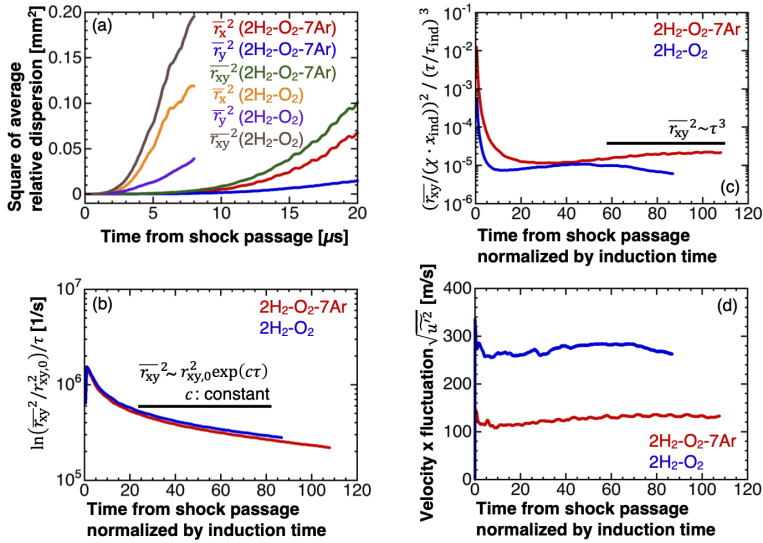 (a)
Square of average
relative dispersion [mm²]
0.20
0.15
0.10
0.05
0
0 5 10 15 20
Time from shock passage [μs]
r̅x² (2H₂-O₂-7Ar)
r̅y² (2H₂-O₂-7Ar)
r̅xy² (2H₂-O₂-7Ar)
r̅x² (2H₂-O₂)
r̅y² (2H₂-O₂)
r̅xy² (2H₂-O₂)
(r̅xy/(χ · xind))² / (τ/τind)³
10⁻¹
10⁻²
10⁻³
10⁻⁴
10⁻⁵
10⁻⁶
0 20 40 60 80 100 120
2H₂-O₂-7Ar
2H₂-O₂
r̅xy² ~ τ³
(c)
Time from shock passage
normalized by induction time
(b)
ln(r̅xy²/r²xy,0)/τ [1/s]
10⁷
10⁶
10⁵
0 20 40 60 80 100 120
2H₂-O₂-7Ar
2H₂-O₂
r̅xy² ~ r²xy,0 exp(cτ)
c : constant
Time from shock passage
normalized by induction time
(d)
Velocity x fluctuation √u′² [m/s]
400
300
200
100
0
0 20 40 60 80 100 120
2H₂-O₂-7Ar
2H₂-O₂
Time from shock passage
normalized by induction time